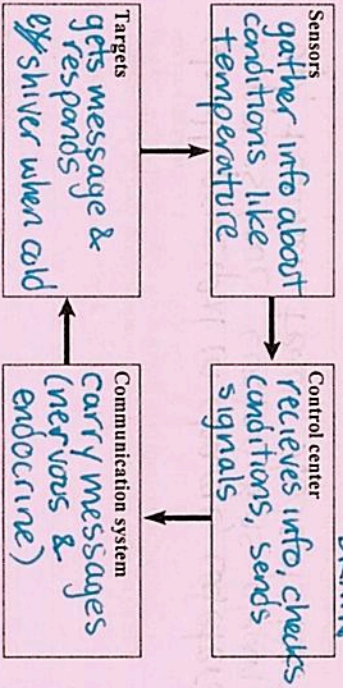 Sensors
gather info about
conditions like
temperature
Control center
recieves info, checks
conditions, sends
signals
Communication system
carry messages
(nervous &
endocrine)
Targets
gets message &
responds
shiver when cold